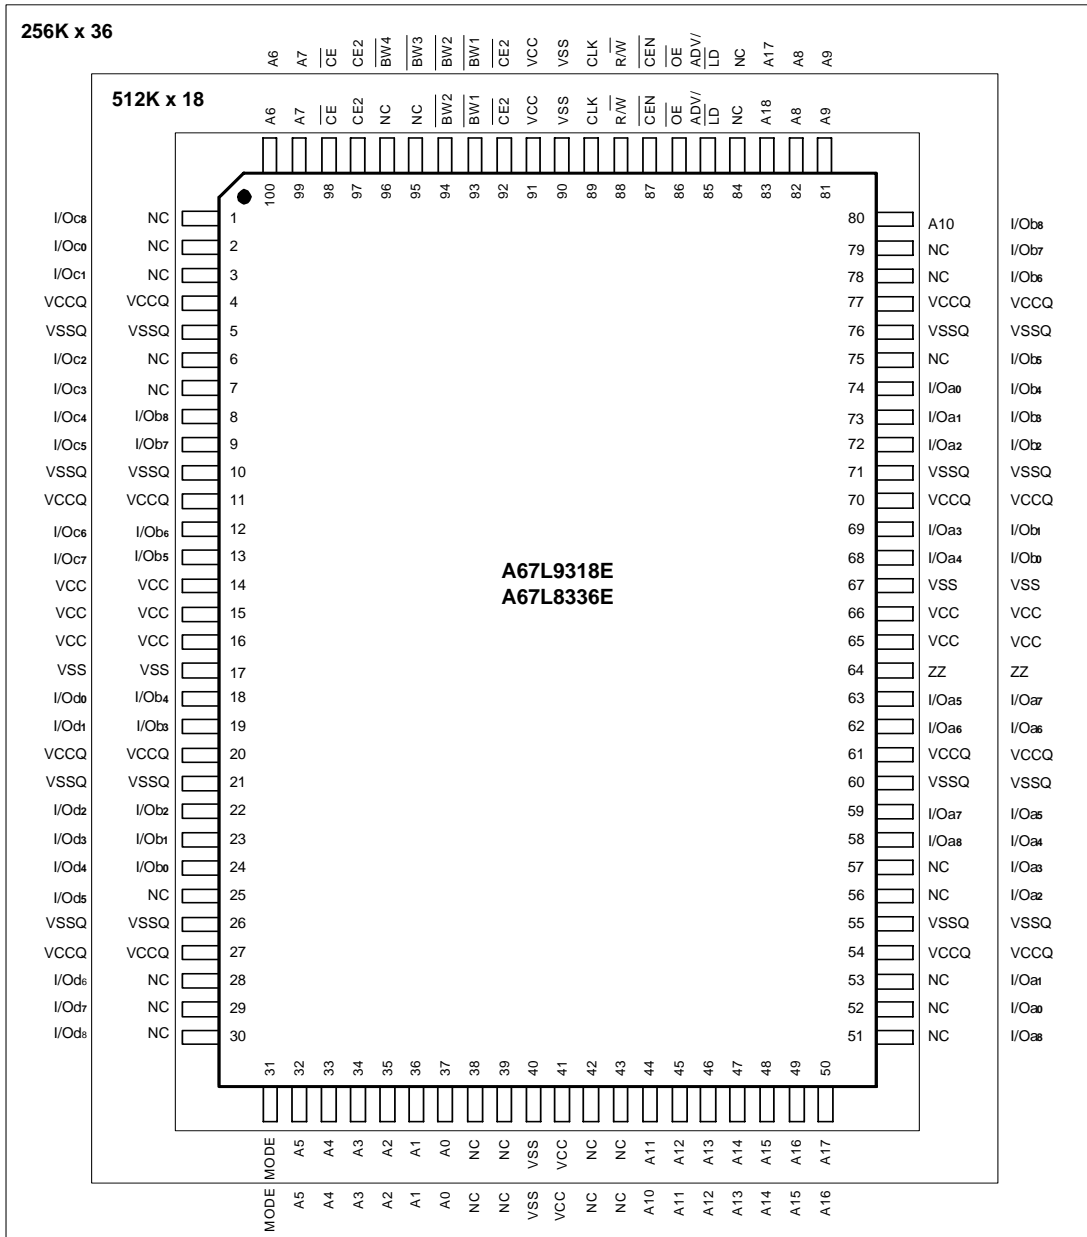 256K x 36
A6 A7 CE CE2 BW4 BW3 BW2 BW1 CE2 VCC VSS CLK R/W CEN OE ADV/LD NC A17 A8 A9
512K x 18
A6 A7 CE CE2 NC NC BW2 BW1 CE2 VCC VSS CLK R/W CEN OE ADV/LD NC A18 A8 A9
100 99 98 97 96 95 94 93 92 91 90 89 88 87 86 85 84 83 82 81
I/Oc8 NC 1 80 A10 I/Ob8
I/Oc0 NC 2 79 NC I/Ob7
I/Oc1 NC 3 78 NC I/Ob6
VCCQ VCCQ 4 77 VCCQ VCCQ
VSSQ VSSQ 5 76 VSSQ VSSQ
I/Oc2 NC 6 75 NC I/Ob5
I/Oc3 NC 7 74 I/Oa0 I/Ob4
I/Oc4 I/Ob8 8 73 I/Oa1 I/Ob3
I/Oc5 I/Ob7 9 72 I/Oa2 I/Ob2
VSSQ VSSQ 10 71 VSSQ VSSQ
VCCQ VCCQ 11 70 VCCQ VCCQ
I/Oc6 I/Ob6 12 69 I/Oa3 I/Ob1
I/Oc7 I/Ob5 13 68 I/Oa4 I/Ob0
A67L9318E
VCC VCC 14 67 VSS VSS
A67L8336E
VCC VCC 15 66 VCC VCC
VCC VCC 16 65 VCC VCC
VSS VSS 17 64 ZZ ZZ
I/Od0 I/Ob4 18 63 I/Oa5 I/Oa7
I/Od1 I/Ob3 19 62 I/Oa6 I/Oa6
VCCQ VCCQ 20 61 VCCQ VCCQ
VSSQ VSSQ 21 60 VSSQ VSSQ
I/Od2 I/Ob2 22 59 I/Oa7 I/Oa5
I/Od3 I/Ob1 23 58 I/Oa8 I/Oa4
I/Od4 I/Ob0 24 57 NC I/Oa3
I/Od5 NC 25 56 NC I/Oa2
VSSQ VSSQ 26 55 VSSQ VSSQ
VCCQ VCCQ 27 54 VCCQ VCCQ
I/Od6 NC 28 53 NC I/Oa1
I/Od7 NC 29 52 NC I/Oa0
I/Od8 NC 30 51 NC I/Oa8
31 32 33 34 35 36 37 38 39 40 41 42 43 44 45 46 47 48 49 50
MODE A5 A4 A3 A2 A1 A0 NC NC VSS VCC NC NC A11 A12 A13 A14 A15 A16 A17
MODE A5 A4 A3 A2 A1 A0 NC NC VSS VCC NC NC A10 A11 A12 A13 A14 A15 A16